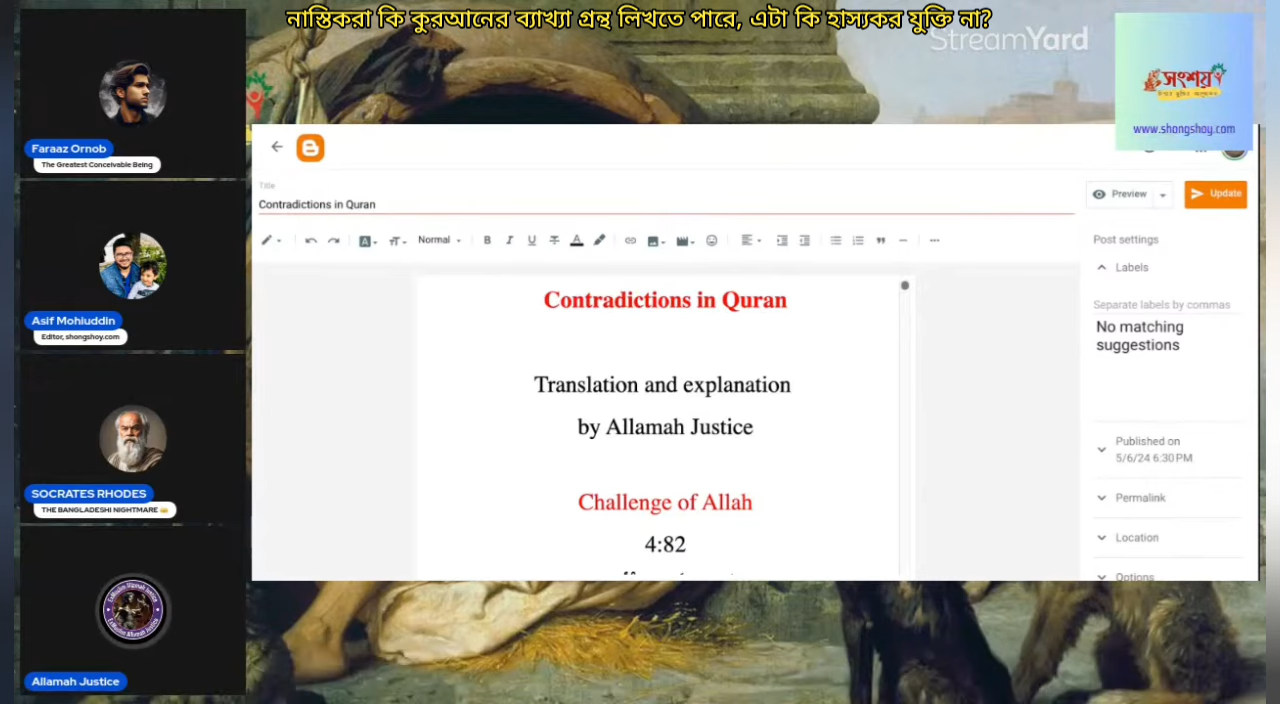 নাস্তিকরা কি কুরআনের ব্যাখ্যা গ্রন্থ লিখতে পারে, এটা কি হাস্যকর যুক্তি না?
StreamYard
সংশয়
www.shongshoy.com
Faraaz Ornob
The Greatest Conceivable Being
Asif Mohiuddin
Editor, shongshoy.com
SOCRATES RHODES
THE BANGLADESHI NIGHTMARE
Allamah Justice
Title
Contradictions in Quran
Preview
Update
Normal
Post settings
Labels
Separate labels by commas
No matching
suggestions
Published on
5/6/24 6:30 PM
Permalink
Location
Options
Contradictions in Quran
Translation and explanation
by Allamah Justice
Challenge of Allah
4:82